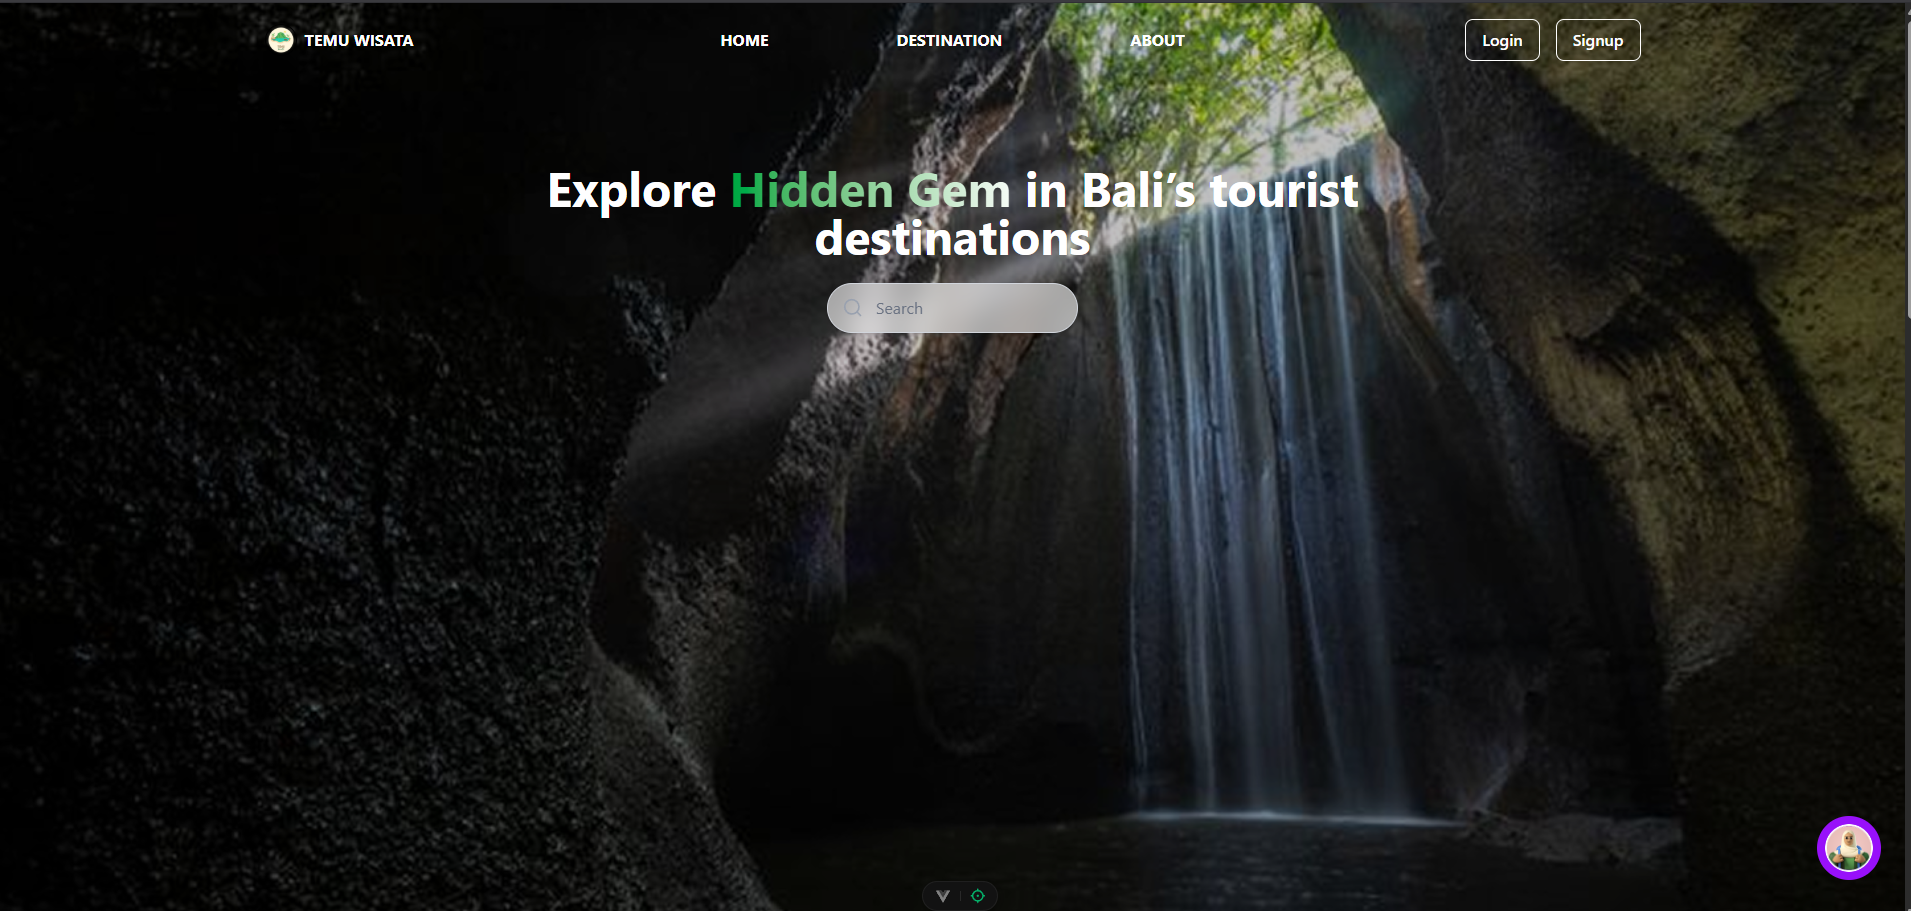 TEMU WISATA
HOME
DESTINATION
ABOUT
Login
Signup
Explore Hidden Gem in Bali’s tourist
destinations
Search